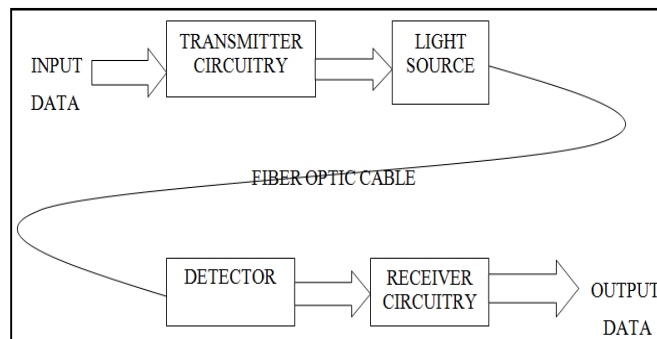 INPUT
DATA
TRANSMITTER
CIRCUITRY
LIGHT
SOURCE
FIBER OPTIC CABLE
DETECTOR
RECEIVER
CIRCUITRY
OUTPUT
DATA